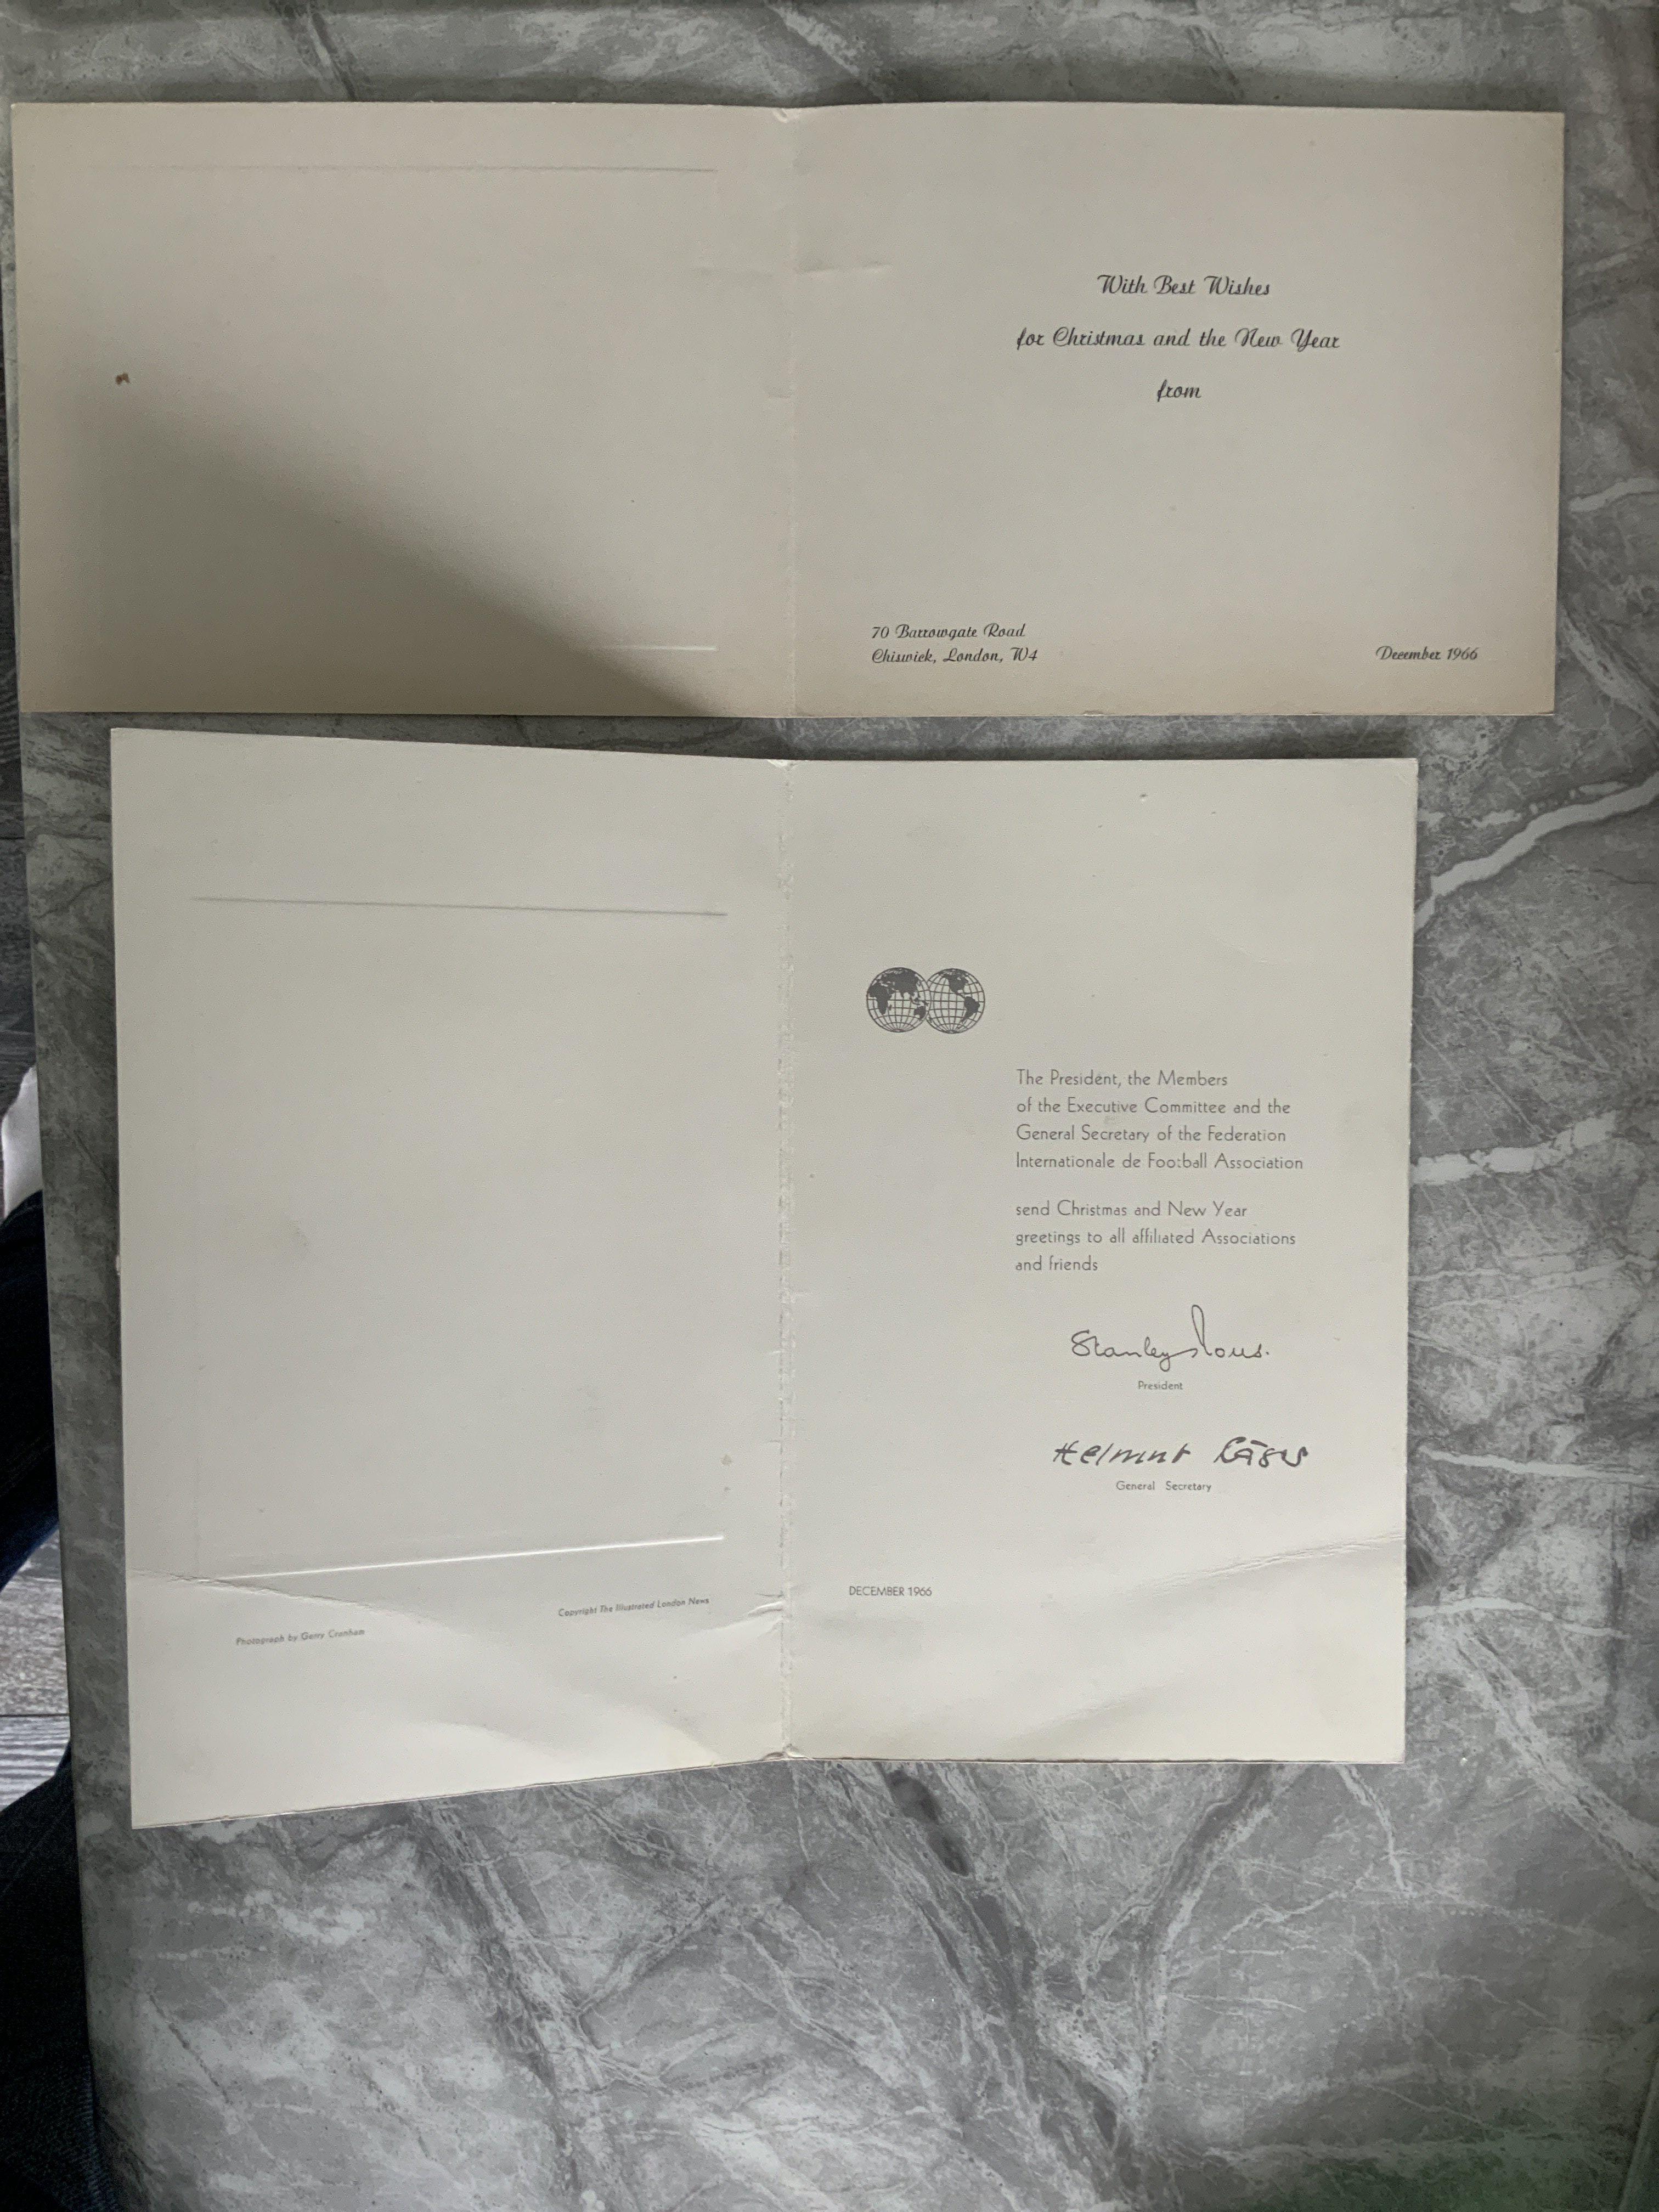 With Best Wishes
for Christmas and the New Year
from
70 Barrowgate Road
Chiswick, London, W4
December 1966
The President, the Members
of the Executive Committee and the
General Secretary of the Federation
Internationale de Football Association
send Christmas and New Year
greetings to all affiliated Associations
and friends
Stanley Rous.
President
Helmut Käser
General Secretary
DECEMBER 1966
Copyright The Illustrated London News
Photograph by Gerry Cranham